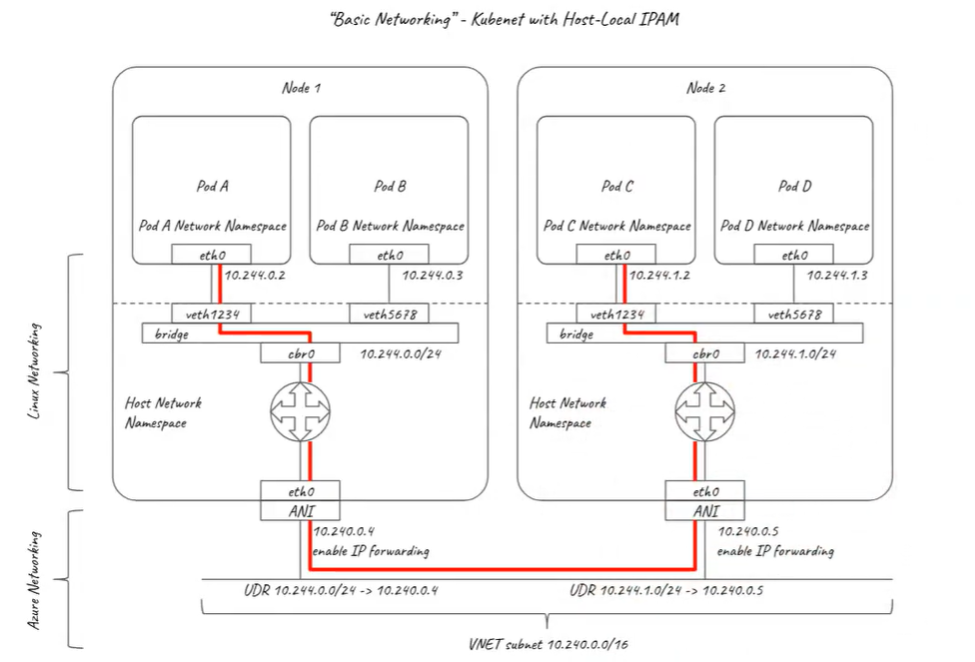 "Basic Networking" - Kubenet with Host-Local IPAM
Node 1
Node 2
Pod A
Pod B
Pod C
Pod D
Pod A Network Namespace
Pod B Network Namespace
Pod C Network Namespace
Pod D Network Namespace
eth0
eth0
eth0
eth0
10.244.0.2
10.244.0.3
10.244.1.2
10.244.1.3
veth1234
veth5678
veth1234
veth5678
bridge
bridge
cbr0
10.244.0.0/24
cbr0
10.244.1.0/24
Linux Networking
Host Network
Namespace
Host Network
Namespace
eth0
eth0
ANI
ANI
10.240.0.4
enable IP forwarding
10.240.0.5
enable IP forwarding
Azure Networking
UDR 10.244.0.0/24 -> 10.240.0.4
UDR 10.244.1.0/24 -> 10.240.0.5
VNET subnet 10.240.0.0/16